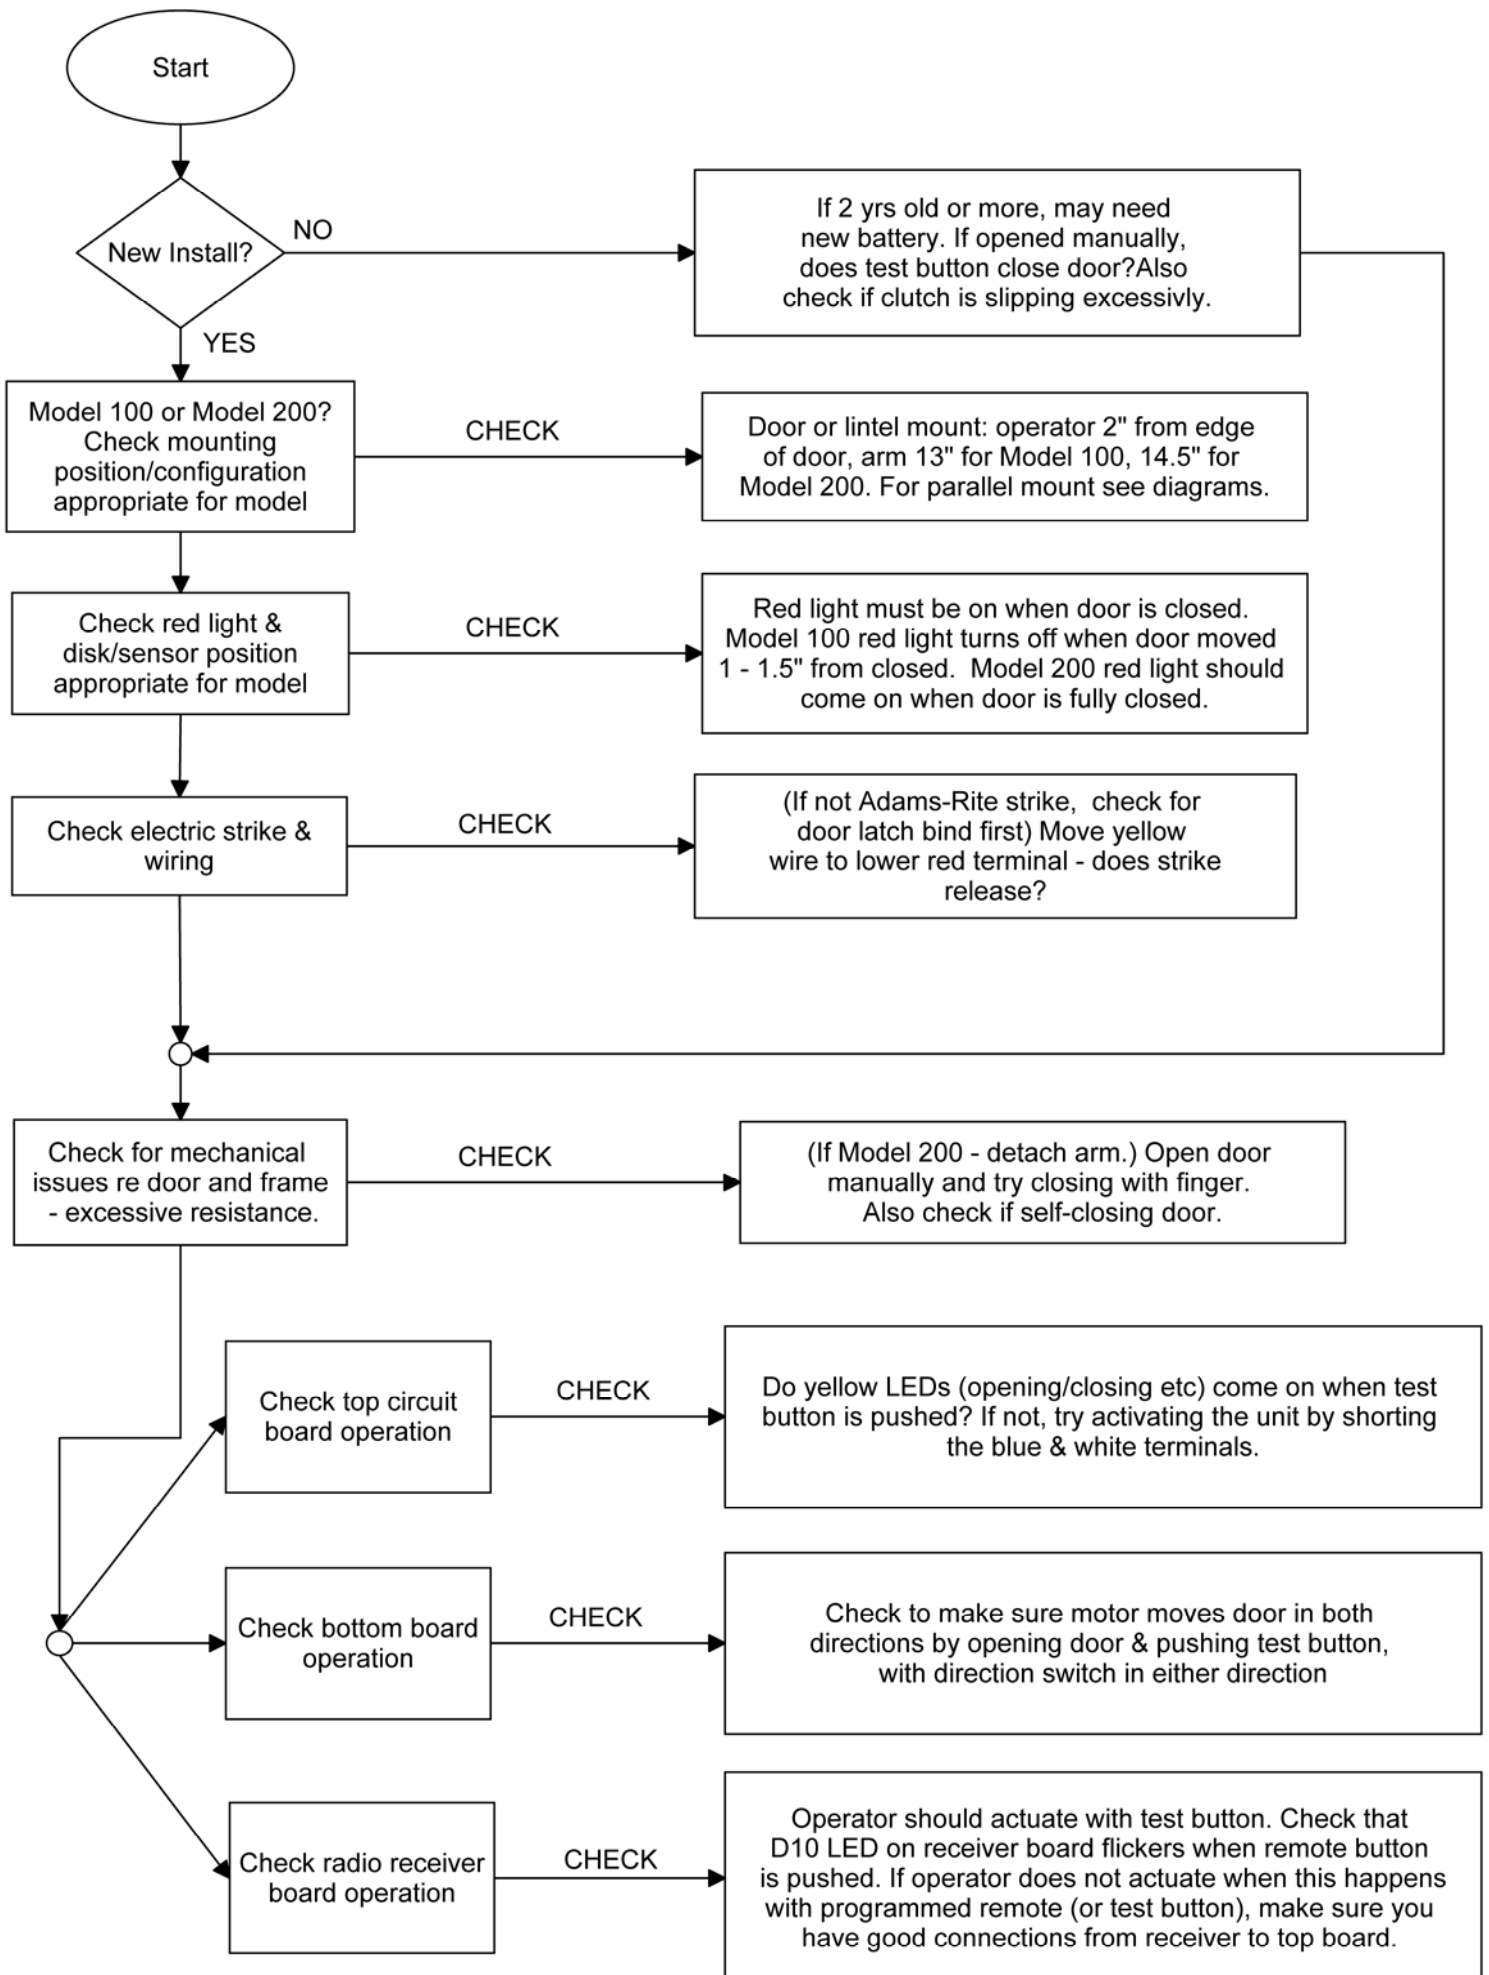 Start
New Install?
NO
If 2 yrs old or more, may need
new battery. If opened manually,
does test button close door?Also
check if clutch is slipping excessivly.
YES
Model 100 or Model 200?
Check mounting
position/configuration
appropriate for model
CHECK
Door or lintel mount: operator 2" from edge
of door, arm 13" for Model 100, 14.5" for
Model 200. For parallel mount see diagrams.
Check red light &
disk/sensor position
appropriate for model
CHECK
Red light must be on when door is closed.
Model 100 red light turns off when door moved
1 - 1.5" from closed.  Model 200 red light should
come on when door is fully closed.
Check electric strike &
wiring
CHECK
(If not Adams-Rite strike,  check for
door latch bind first) Move yellow
wire to lower red terminal - does strike
release?
Check for mechanical
issues re door and frame
- excessive resistance.
CHECK
(If Model 200 - detach arm.) Open door
manually and try closing with finger.
Also check if self-closing door.
Check top circuit
board operation
CHECK
Do yellow LEDs (opening/closing etc) come on when test
button is pushed? If not, try activating the unit by shorting
the blue & white terminals.
Check bottom board
operation
CHECK
Check to make sure motor moves door in both
directions by opening door & pushing test button,
with direction switch in either direction
Check radio receiver
board operation
CHECK
Operator should actuate with test button. Check that
D10 LED on receiver board flickers when remote button
is pushed. If operator does not actuate when this happens
with programmed remote (or test button), make sure you
have good connections from receiver to top board.